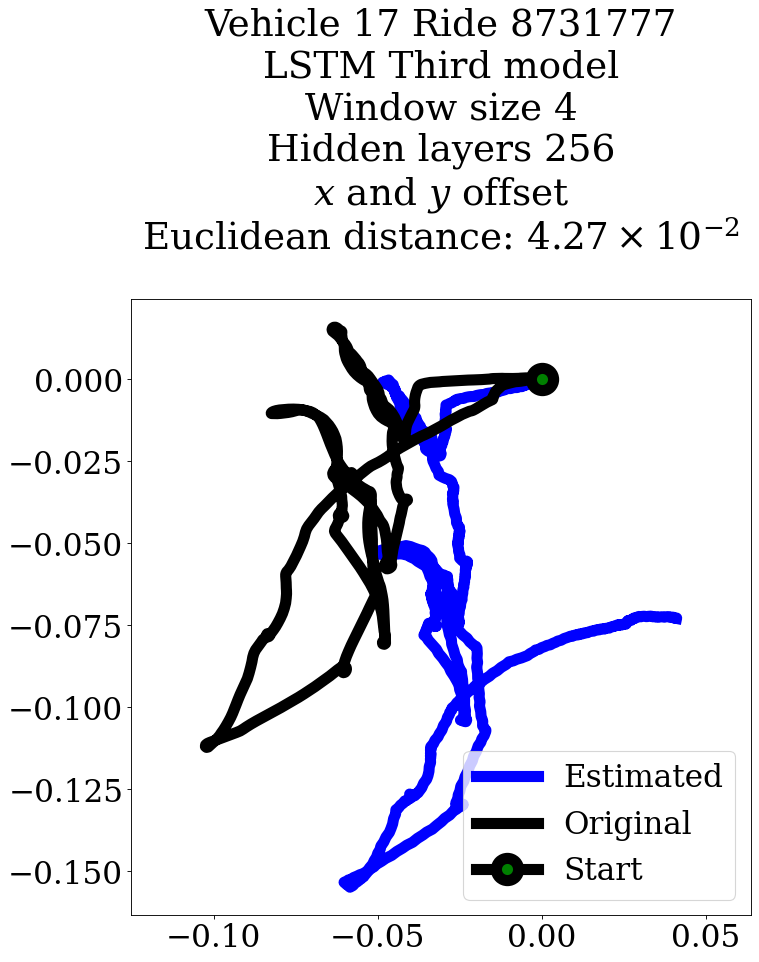 Vehicle 17 Ride 8731777
LSTM Third model
Window size 4
Hidden layers 256
x and y offset
Euclidean distance: 4.27 × 10⁻²
0.000
−0.025
−0.050
−0.075
−0.100
−0.125
−0.150
Estimated
Original
Start
−0.10
−0.05
0.00
0.05